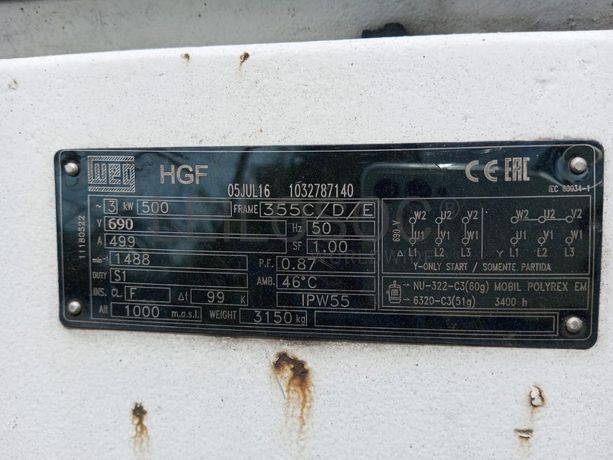 WEG HGF 05JUL16 1032787140 CE EAC
IEC 60034-1
11180522
~ 3 kW 500 FRAME 355C/D/E
V 690 Hz 50
A 499 SF 1.00
min-1 1488 P.F. 0.87
DUTY S1 AMB. 46°C
INS. CL. F Δt 99 K IPW55
Alt 1000 m.a.s.l. WEIGHT 3150 kg
690 V
W2 U2 V2 W2 U2 V2
U1 V1 W1 U1 V1 W1
Δ L1 L2 L3 Y L1 L2 L3
Y-ONLY START / SOMENTE PARTIDA
NU-322-C3(60g) MOBIL POLYREX EM
6320-C3(51g) 3400 h